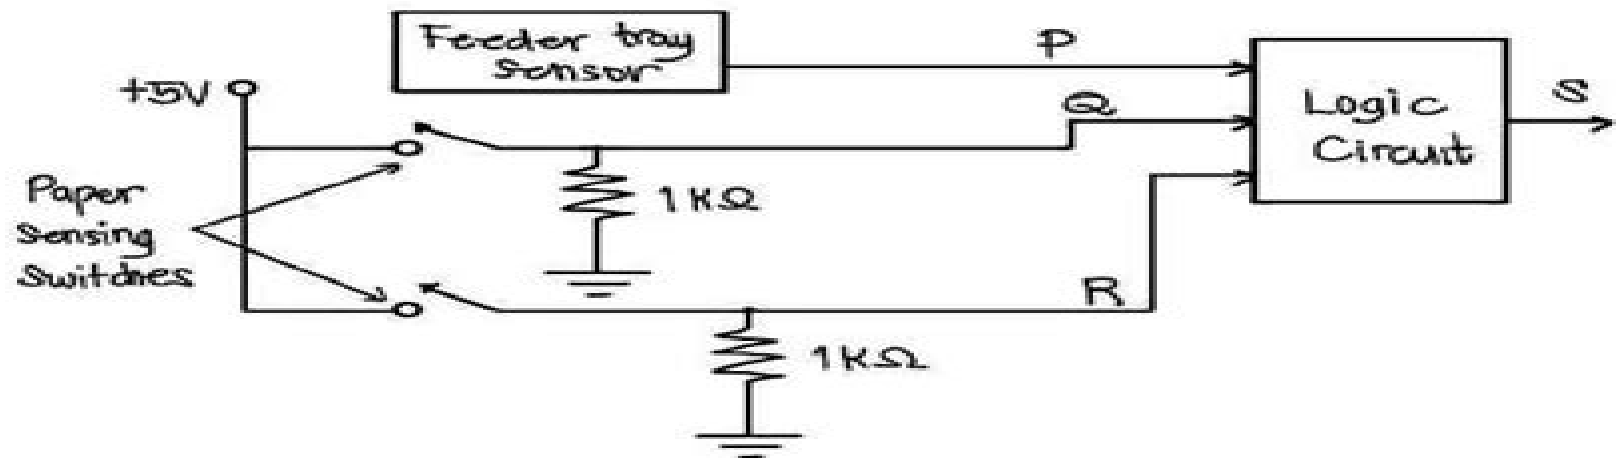 Feeder tray
Sensor
P
+5V
Q
S
Logic
Circuit
Paper
Sensing
Switches
1KΩ
R
1KΩ